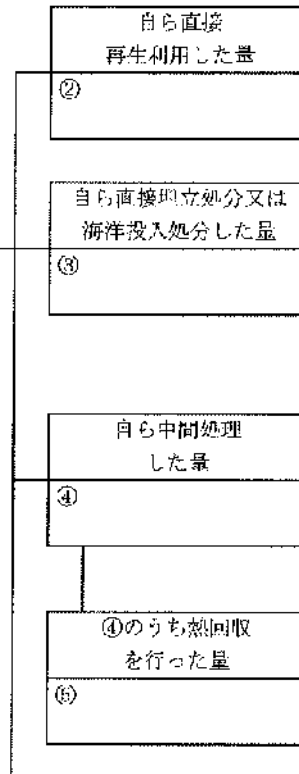 自ら直接
再生利用した量
②
自ら直接埋立処分又は
海洋投入処分した量
③
自ら中間処理
した量
④
④のうち熱回収
を行った量
⑤